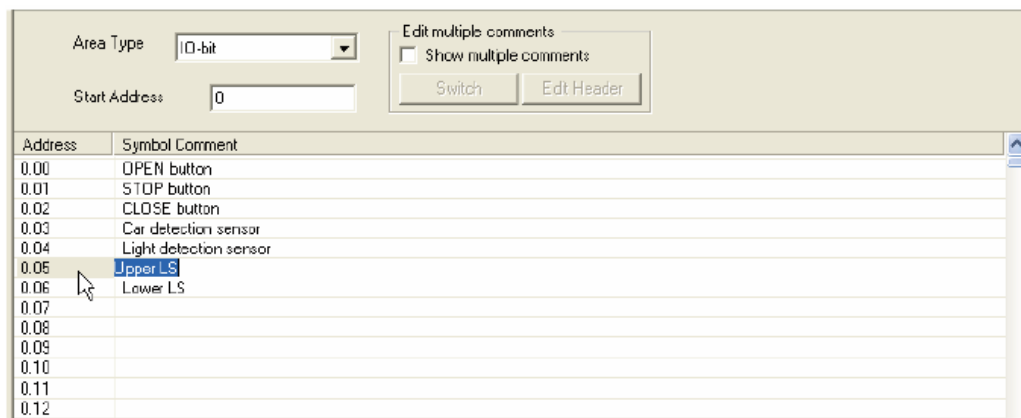 Area Type IO-bit
Edit multiple comments
Show multiple comments
Start Address 0
Switch Edit Header
Address Symbol Comment
0.00 OPEN button
0.01 STOP button
0.02 CLOSE button
0.03 Car detection sensor
0.04 Light detection sensor
0.05 Upper LS
0.06 Lower LS
0.07
0.08
0.09
0.10
0.11
0.12